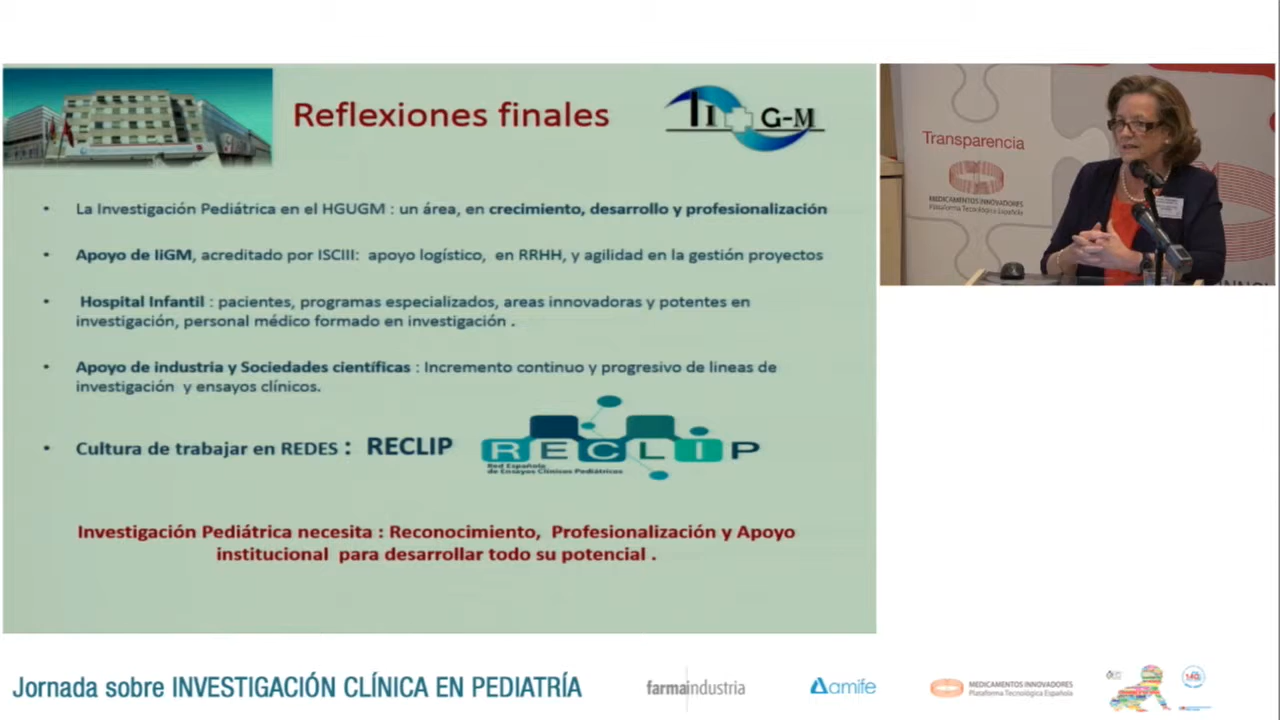 Reflexiones finales
IiG-M
• La Investigación Pediátrica en el HGUGM : un área, en crecimiento, desarrollo y profesionalización
• Apoyo de IiGM, acreditado por ISCIII: apoyo logístico, en RRHH, y agilidad en la gestión proyectos
• Hospital Infantil : pacientes, programas especializados, areas innovadoras y potentes en
investigación, personal médico formado en investigación .
• Apoyo de industria y Sociedades científicas : Incremento continuo y progresivo de lineas de
investigación y ensayos clínicos.
• Cultura de trabajar en REDES : RECLIP
RECLIP
Red Española
de Ensayos Clínicos Pediátricos
Investigación Pediátrica necesita : Reconocimiento, Profesionalización y Apoyo
institucional para desarrollar todo su potencial .
Transparencia
MEDICAMENTOS INNOVADORES
Plataforma Tecnológica Española
Jornada sobre INVESTIGACIÓN CLÍNICA EN PEDIATRÍA
farmaindustria
amife
MEDICAMENTOS INNOVADORES
Plataforma Tecnológica Española